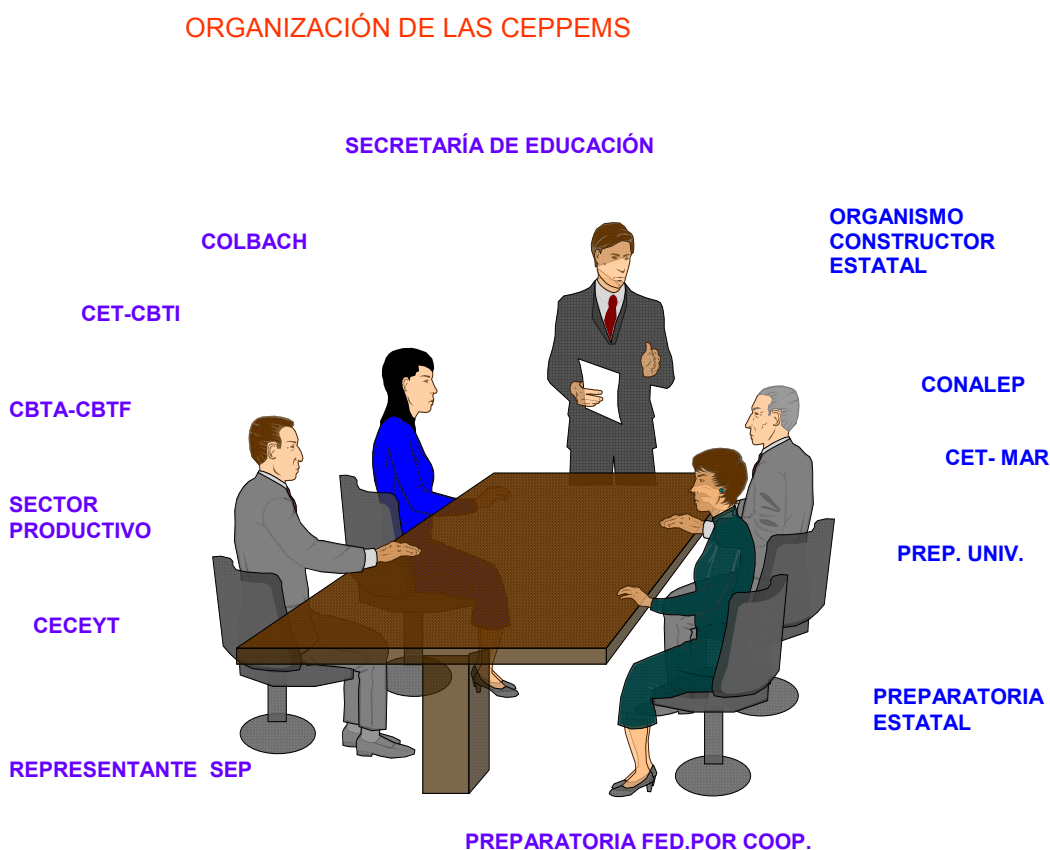 ORGANIZACIÓN DE LAS CEPPEMS
SECRETARÍA DE EDUCACIÓN
ORGANISMO
CONSTRUCTOR
ESTATAL
COLBACH
CET-CBTI
CONALEP
CBTA-CBTF
CET- MAR
SECTOR
PRODUCTIVO
PREP. UNIV.
CECEYT
PREPARATORIA
ESTATAL
REPRESENTANTE  SEP
PREPARATORIA FED.POR COOP.